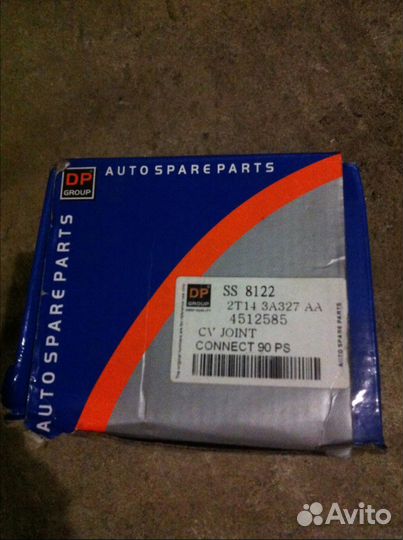 DP
GROUP
AUTO SPARE PARTS
AUTO SPARE PARTS
DP
GROUP
SS 8122
2T14 3A327 AA
4512585
CV JOINT
CONNECT 90 PS
Avito